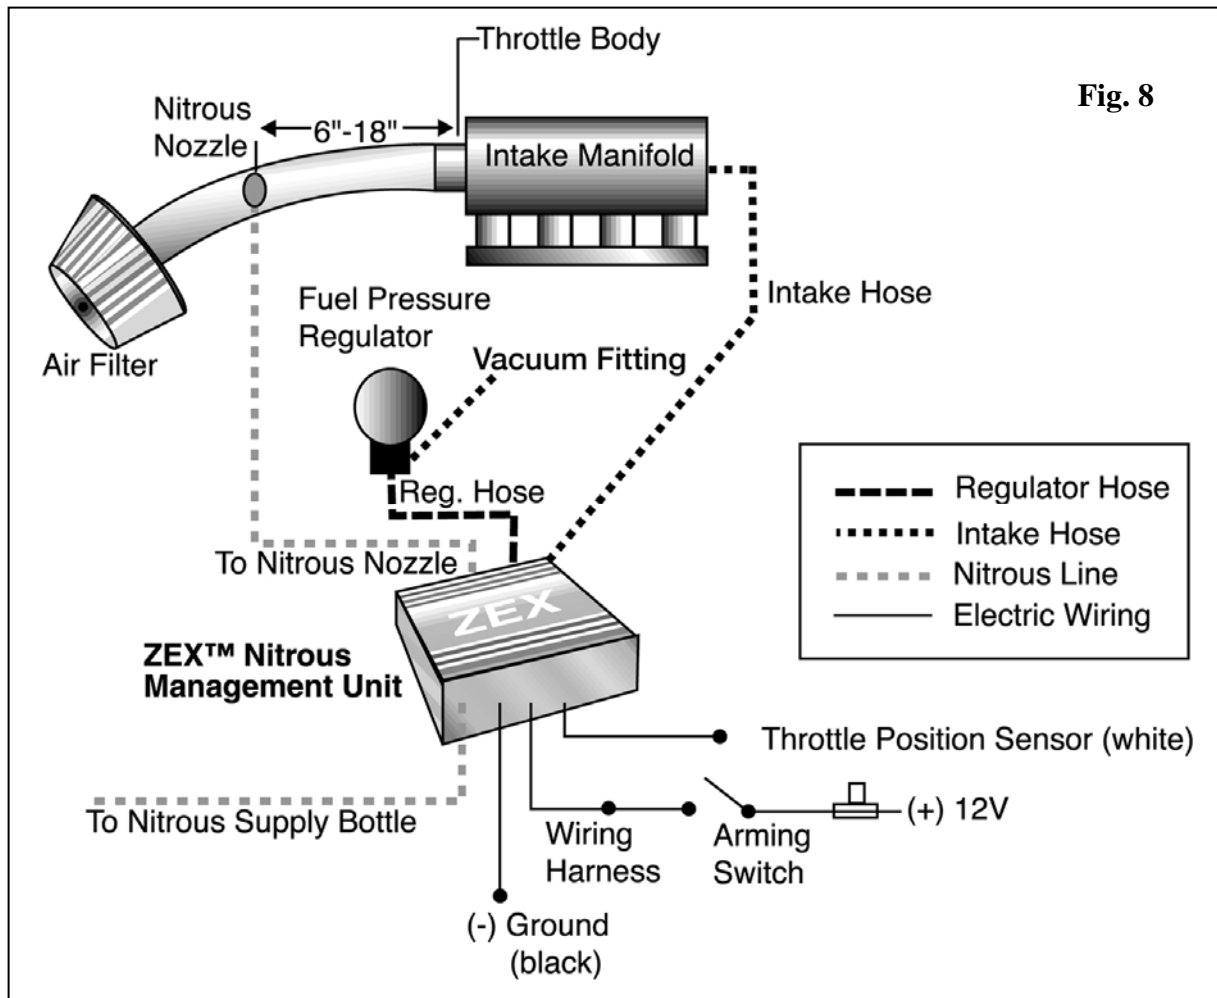 Throttle Body
Fig. 8
Nitrous
Nozzle
6"-18"
Intake Manifold
Intake Hose
Fuel Pressure
Regulator
Air Filter
Vacuum Fitting
Reg. Hose
To Nitrous Nozzle
ZEX
ZEX™ Nitrous
Management Unit
Regulator Hose
Intake Hose
Nitrous Line
Electric Wiring
Throttle Position Sensor (white)
To Nitrous Supply Bottle
(+) 12V
Wiring
Harness
Arming
Switch
(-) Ground
(black)